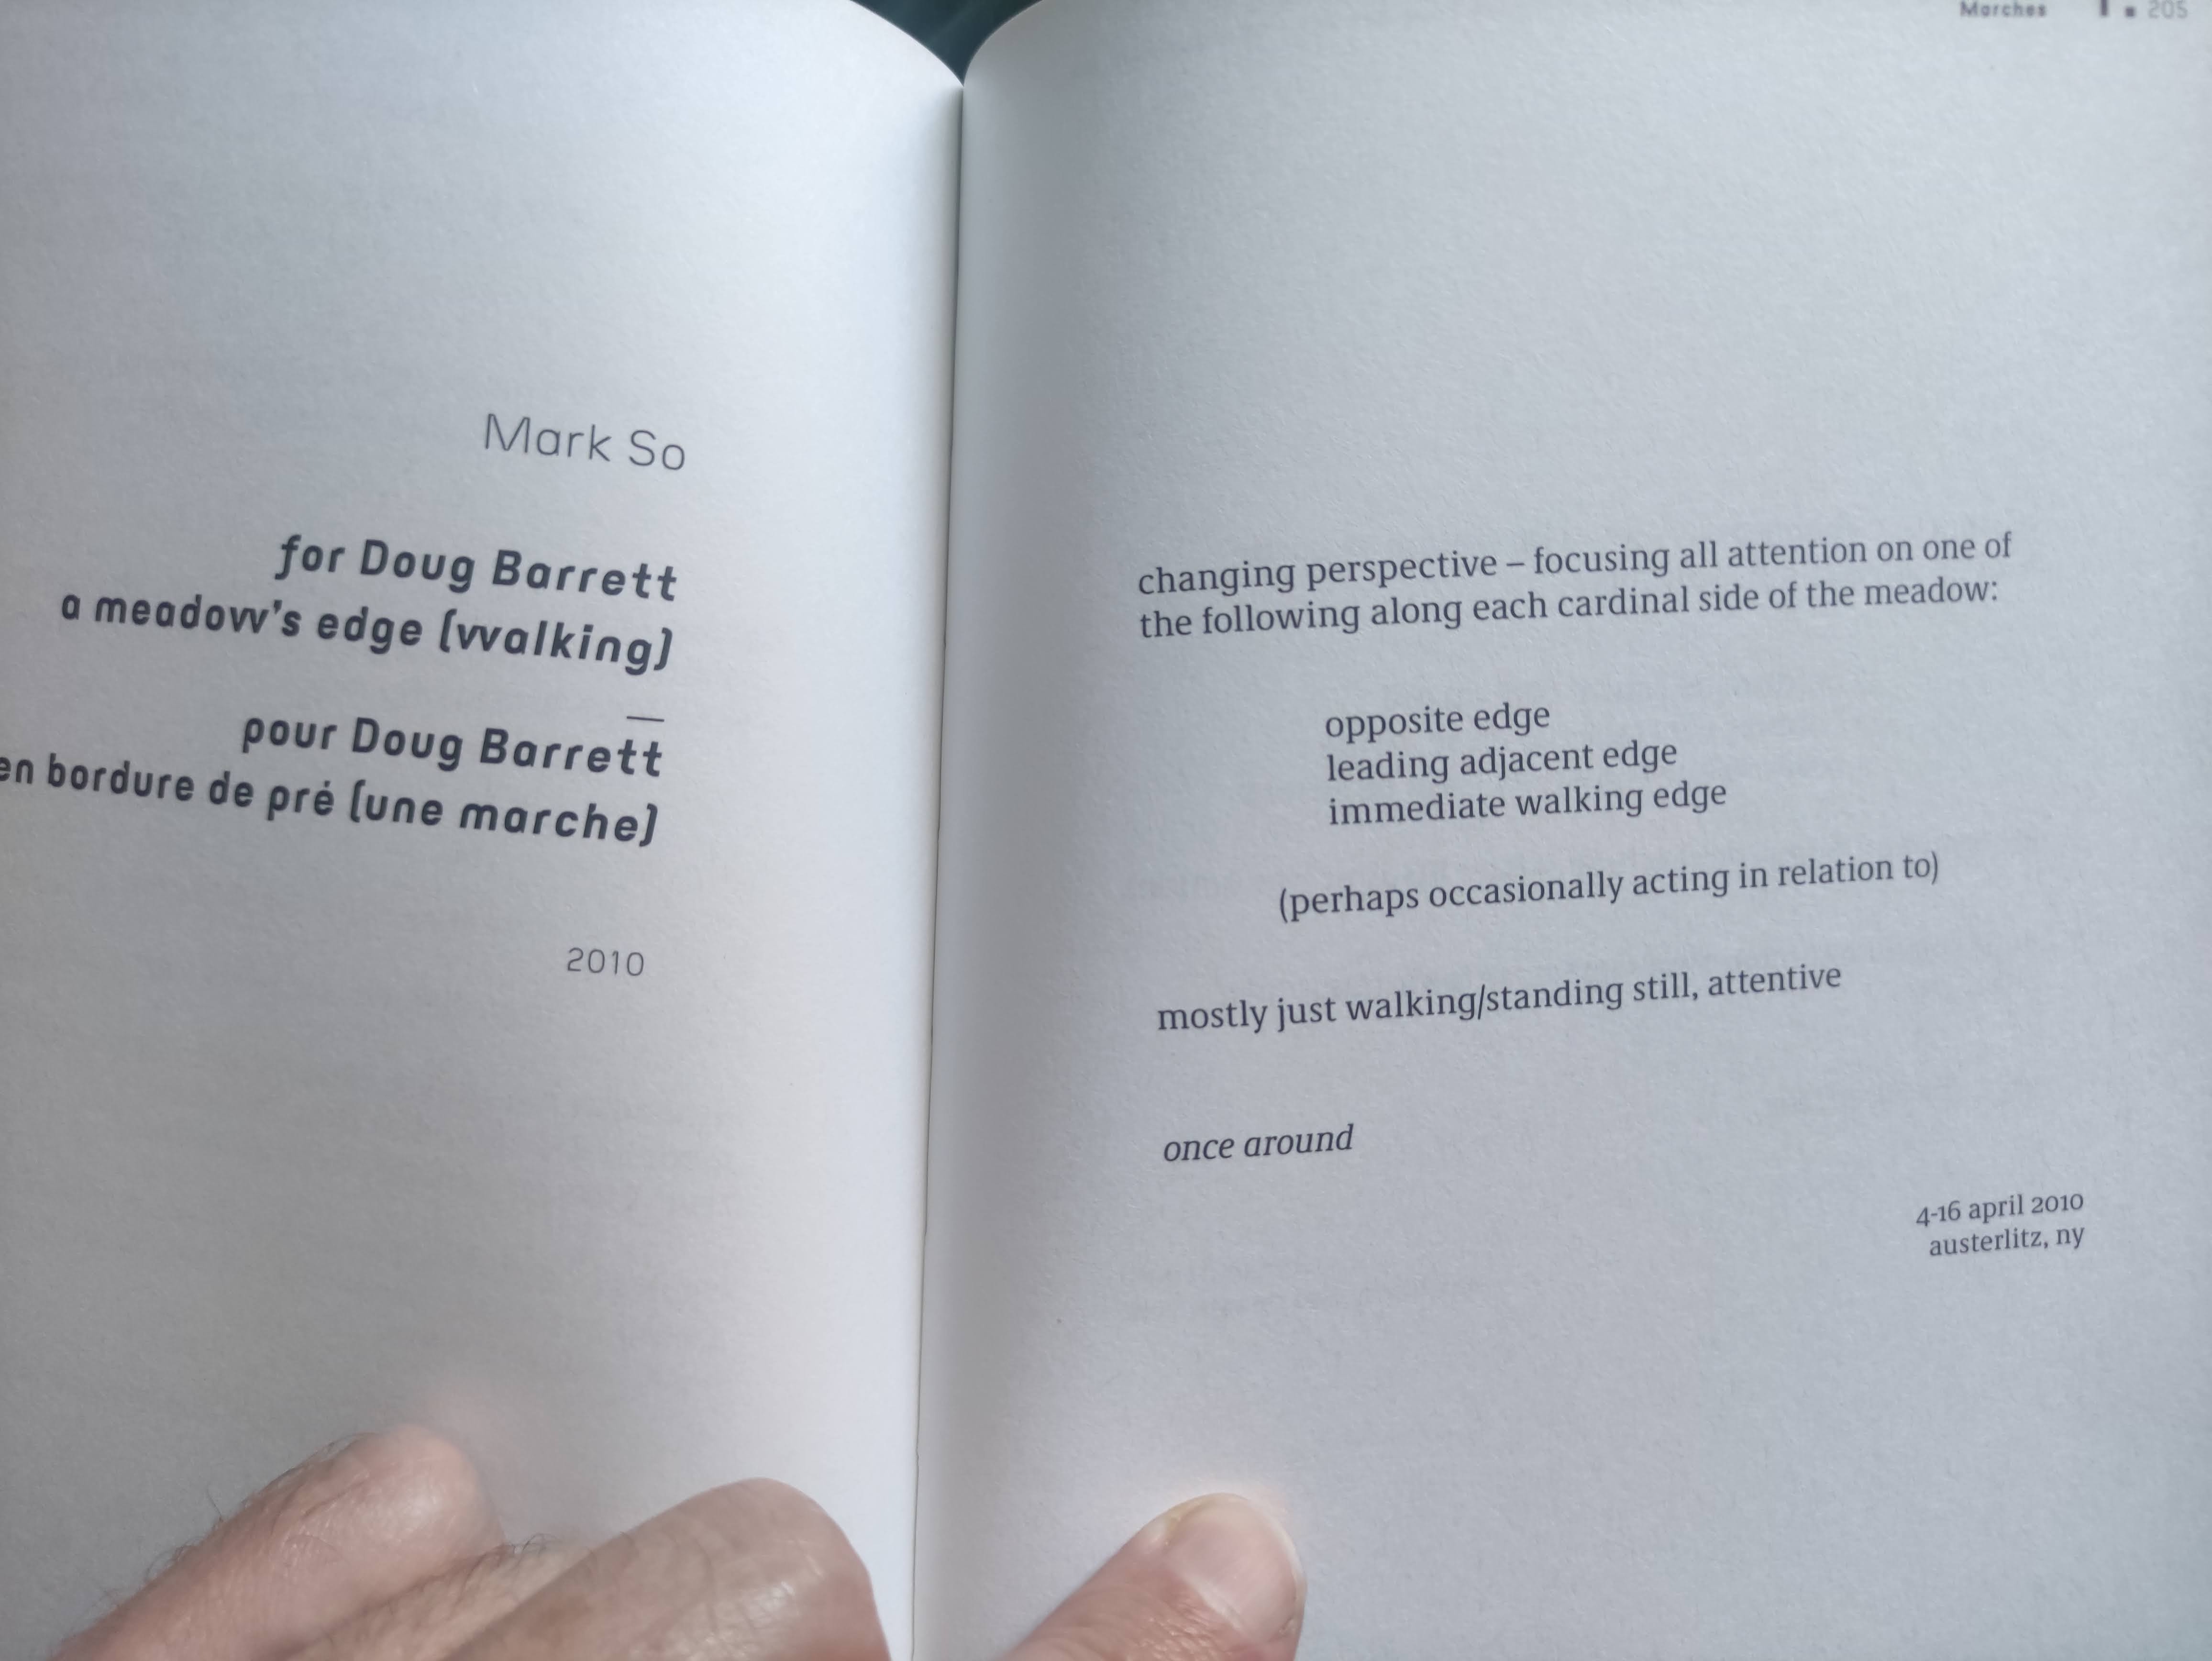 Mark So
for Doug Barrett
a meadow's edge (walking)
—
pour Doug Barrett
en bordure de pré (une marche)
2010
Marches 205
changing perspective – focusing all attention on one of
the following along each cardinal side of the meadow:
opposite edge
leading adjacent edge
immediate walking edge
(perhaps occasionally acting in relation to)
mostly just walking/standing still, attentive
once around
4-16 april 2010
austerlitz, ny